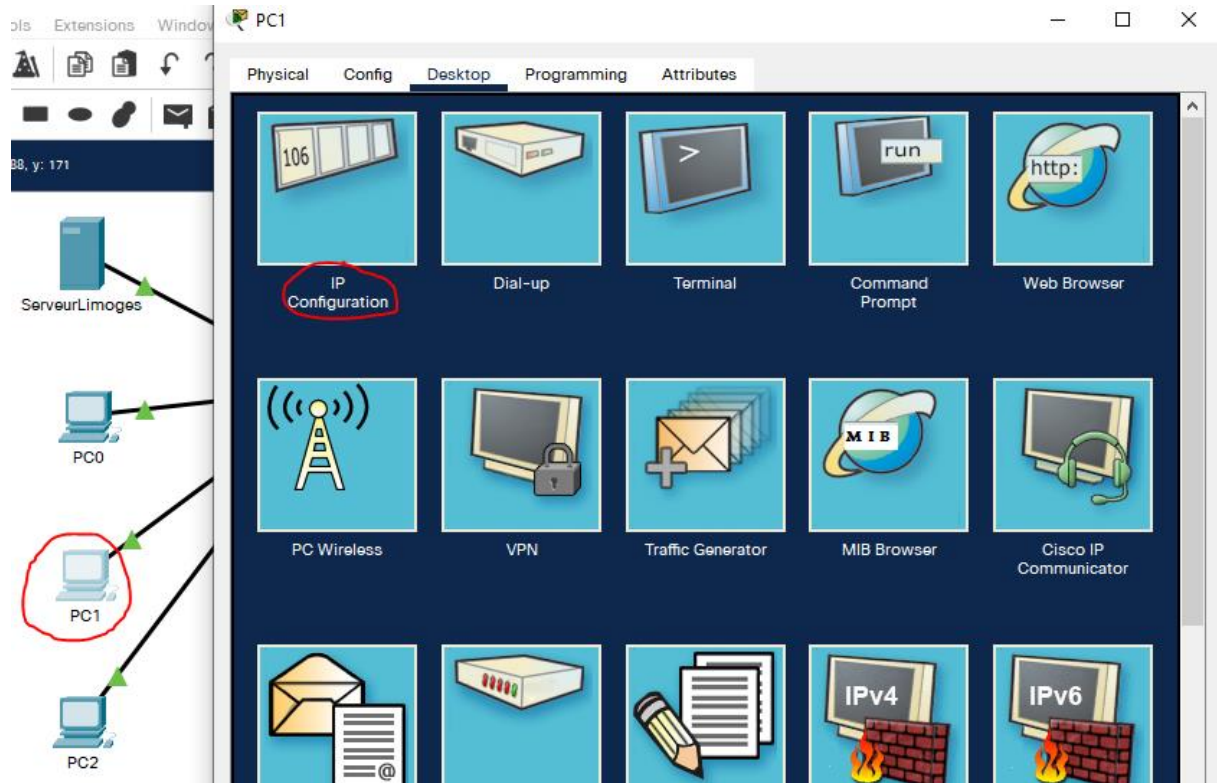 ols Extensions Window
PC1
Physical Config Desktop Programming Attributes
38, y: 171
106
>
run
http:
IP
Configuration
Dial-up
Terminal
Command
Prompt
Web Browser
ServeurLimoges
PC0
MIB
PC Wireless
VPN
Traffic Generator
MIB Browser
Cisco IP
Communicator
PC1
@
IPv4
IPv6
PC2